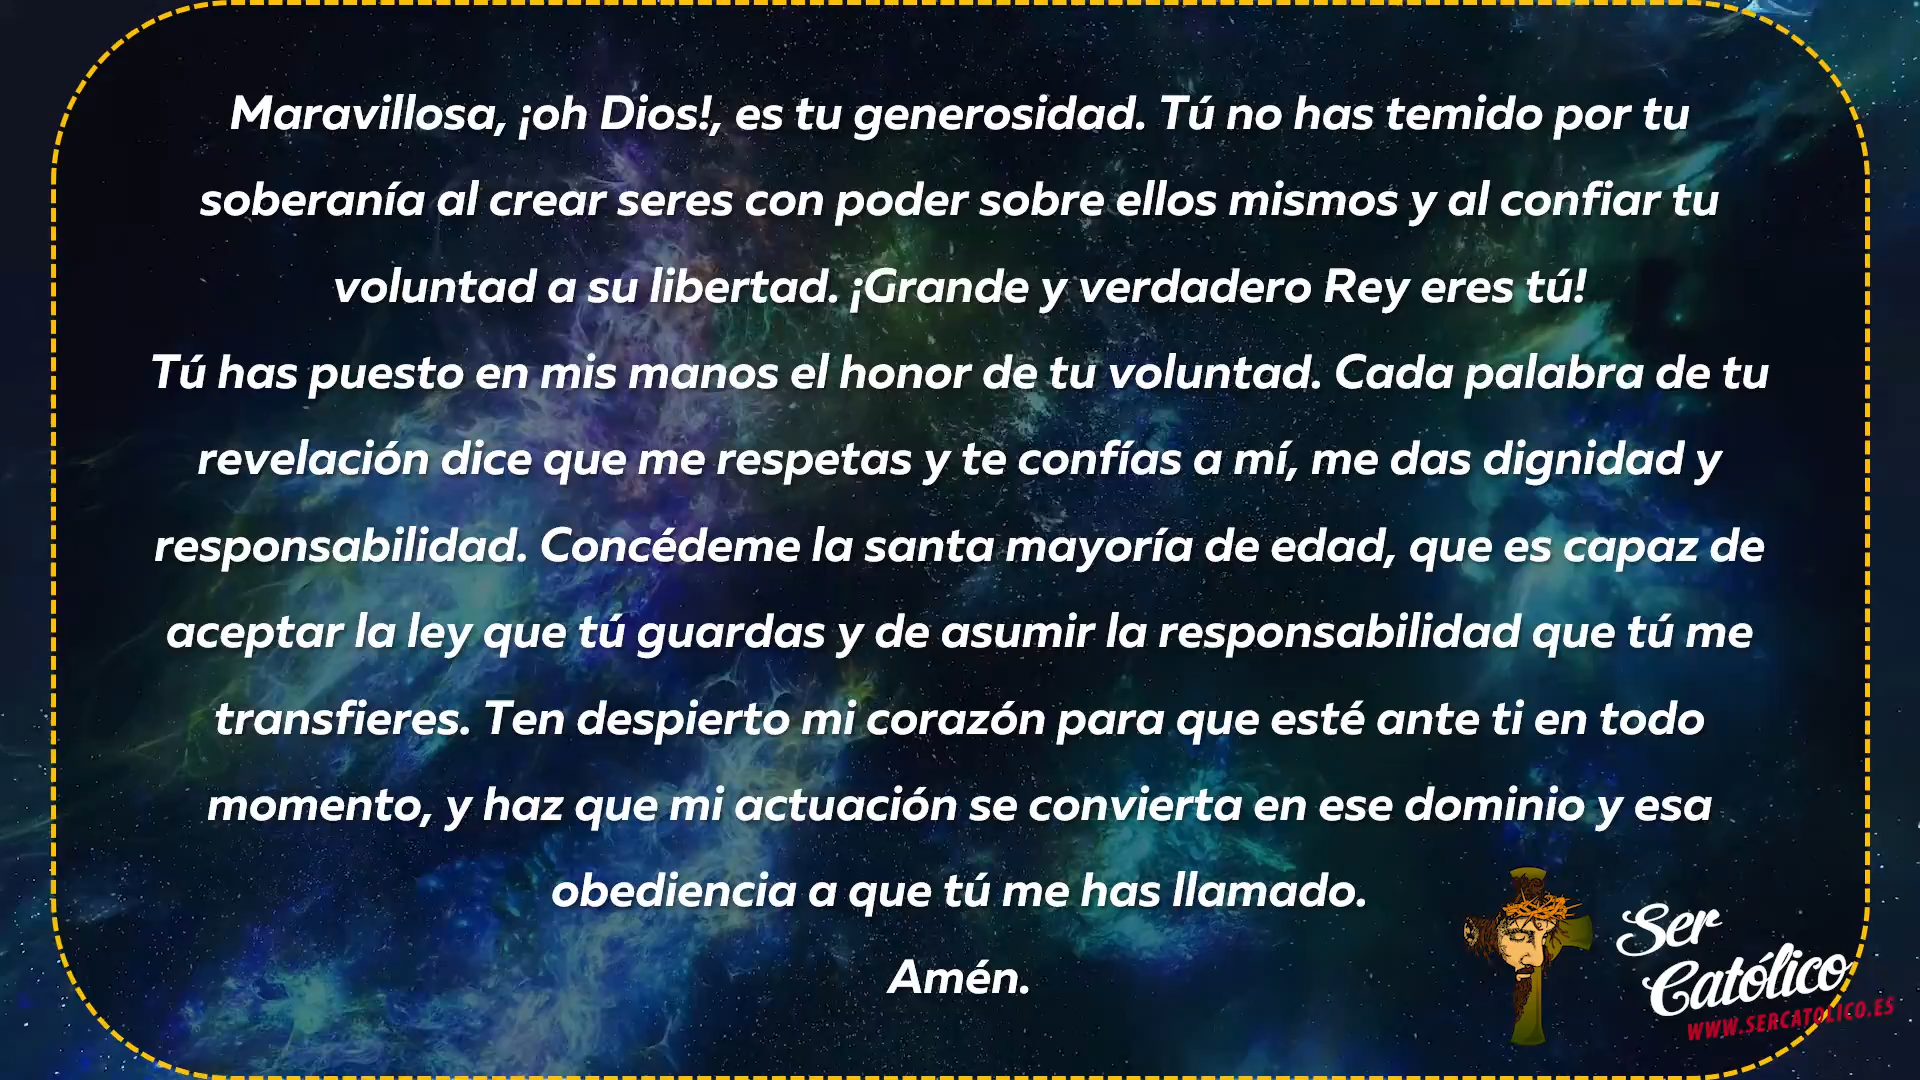 Maravillosa, ¡oh Dios!, es tu generosidad. Tú no has temido por tu
soberanía al crear seres con poder sobre ellos mismos y al confiar tu
voluntad a su libertad. ¡Grande y verdadero Rey eres tú!
Tú has puesto en mis manos el honor de tu voluntad. Cada palabra de tu
revelación dice que me respetas y te confías a mí, me das dignidad y
responsabilidad. Concédeme la santa mayoría de edad, que es capaz de
aceptar la ley que tú guardas y de asumir la responsabilidad que tú me
transfieres. Ten despierto mi corazón para que esté ante ti en todo
momento, y haz que mi actuación se convierta en ese dominio y esa
obediencia a que tú me has llamado.
Amén.
Ser
Católico
WWW.SERCATOLICO.ES